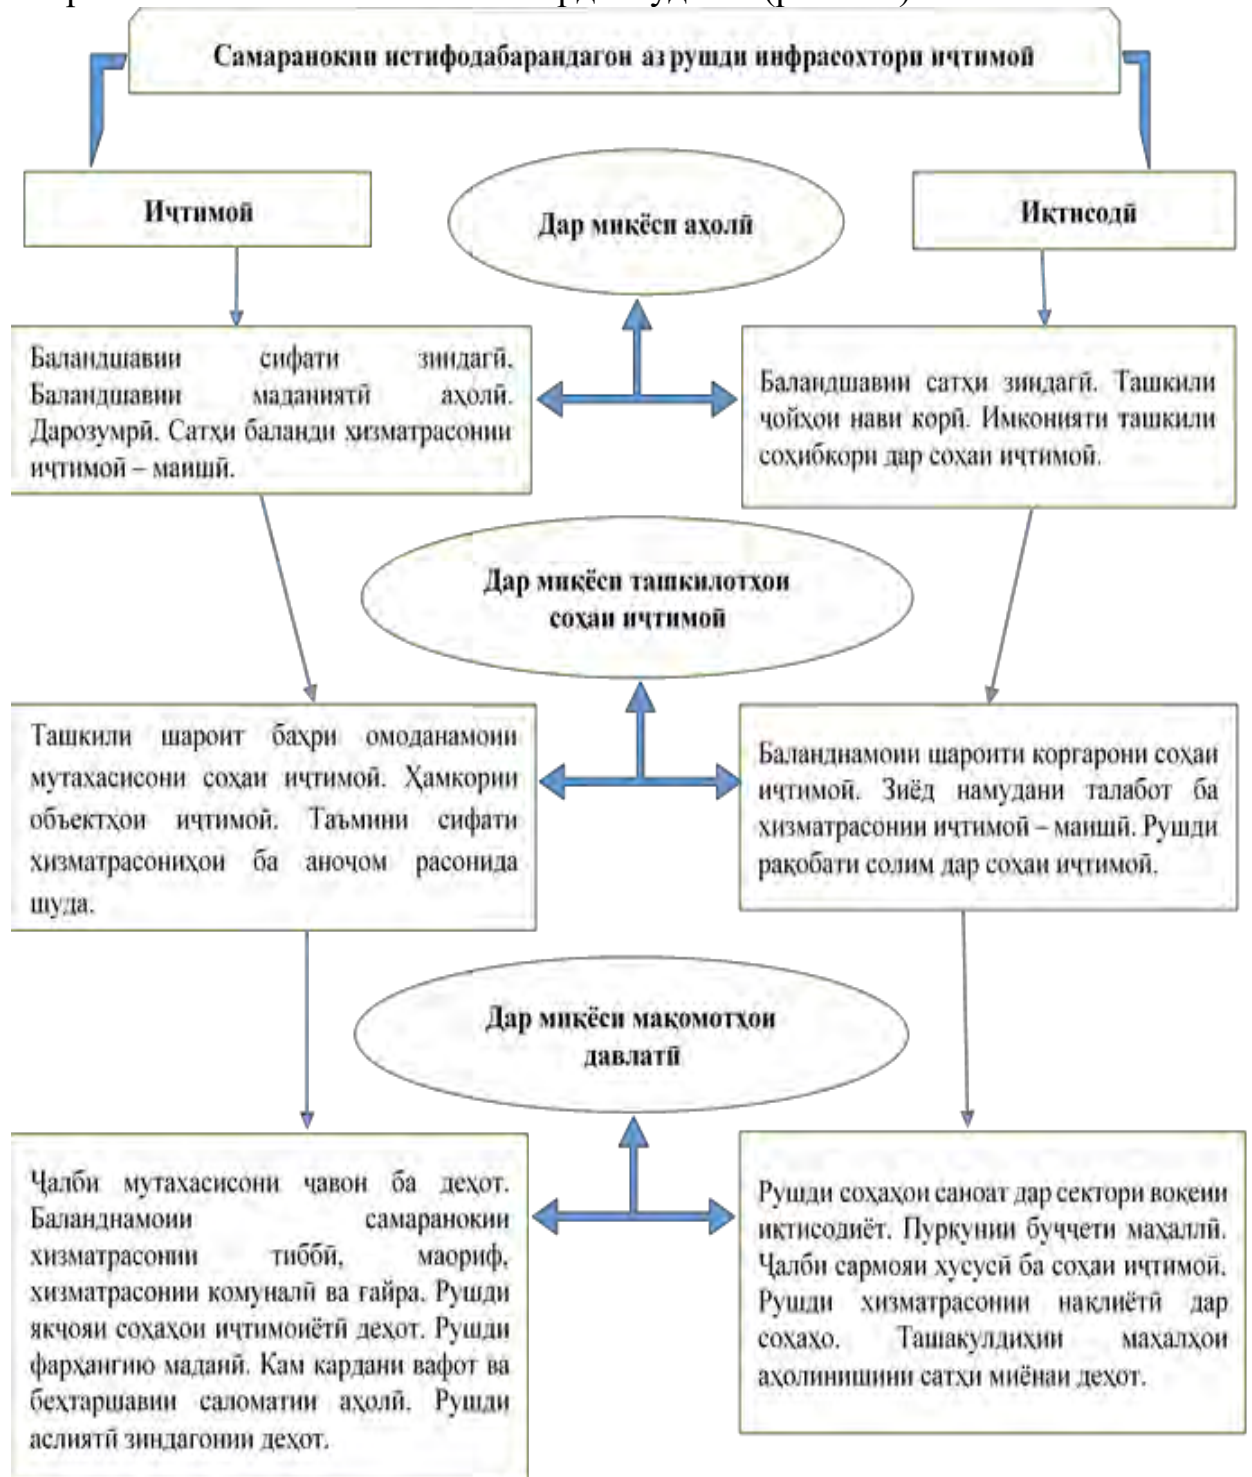 Самаранокии истифодабарандагон аз рушди инфрасохтори иҷтимоӣ
Иҷтимоӣ
Дар миқёси аҳолӣ
Иқтисодӣ
Баландшавии сифати зиндагӣ.
Баландшавии маданиятӣ аҳолӣ.
Дарозумрӣ. Сатҳи баланди хизматрасонии
иҷтимоӣ – маишӣ.
Баландшавии сатҳи зиндагӣ. Ташкили
ҷойҳои нави корӣ. Имконияти ташкили
соҳибкори дар соҳаи иҷтимоӣ.
Дар миқёси ташкилотҳои
соҳаи иҷтимоӣ
Ташкили шароит баҳри омоданамоии
мутахасисони соҳаи иҷтимоӣ. Ҳамкории
объектҳои иҷтимоӣ. Таъмини сифати
хизматрасониҳои ба аноҷом расонида
шуда.
Баланднамоии шароити коргарони соҳаи
иҷтимоӣ. Зиёд намудани талабот ба
хизматрасонии иҷтимоӣ – маишӣ. Рушди
рақобати солим дар соҳаи иҷтимоӣ.
Дар миқёси мақомотҳои
давлатӣ
Ҷалби мутахасисони ҷавон ба деҳот.
Баланднамоии самаранокии
хизматрасонии тиббӣ, маориф,
хизматрасонии комуналӣ ва ғайра. Рушди
якҷояи соҳаҳои иҷтимоиётӣ деҳот. Рушди
фарҳангию маданӣ. Кам кардани вафот ва
беҳтаршавии саломатии аҳолӣ. Рушди
аслиятӣ зиндагонии деҳот.
Рушди соҳаҳои саноат дар сектори воқеии
иқтисодиёт. Пуркунии буҷҷети маҳаллӣ.
Ҷалби сармояи хусусӣ ба соҳаи иҷтимоӣ.
Рушди хизматрасонии нақлиётӣ дар
соҳаҳо. Ташакулдиҳии маҳалҳои
аҳолинишини сатҳи миёнаи деҳот.